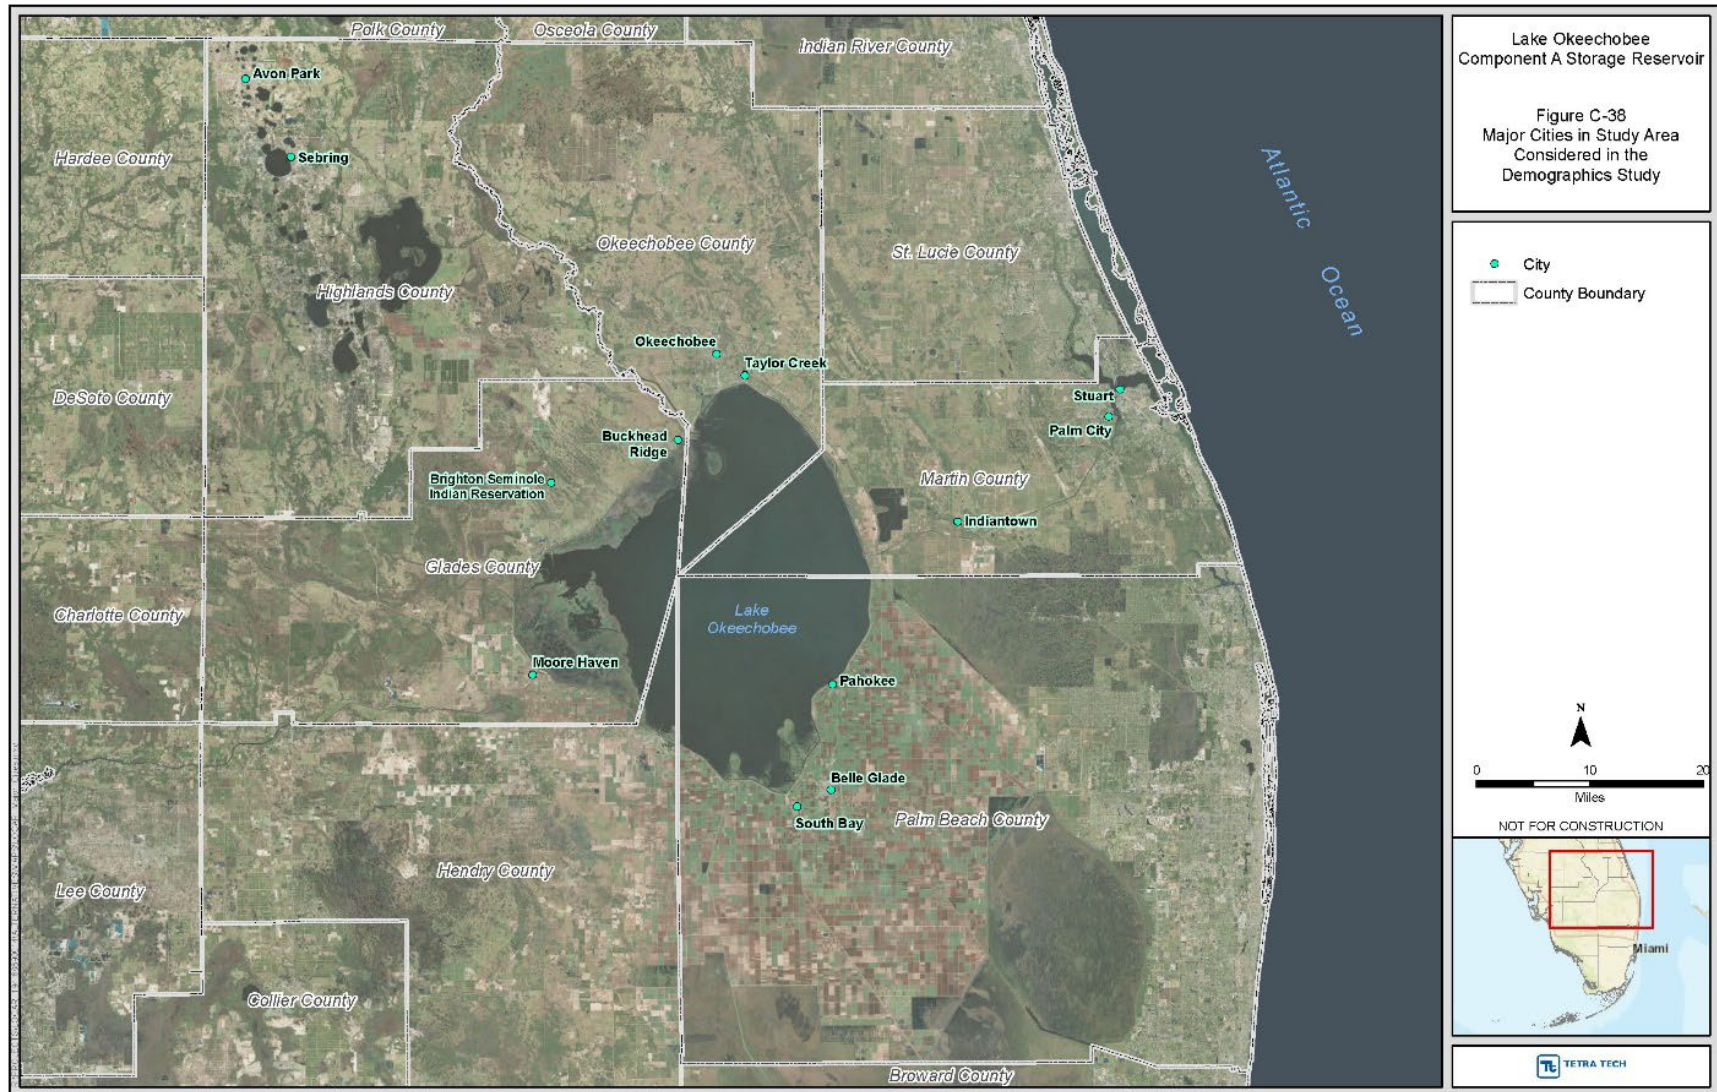 Polk County
Osceola County
Indian River County
Avon Park
Hardee County
Sebring
Atlantic
Ocean
Okeechobee County
St. Lucie County
Highlands County
Okeechobee
Taylor Creek
DeSoto County
Stuart
Palm City
Buckhead
Ridge
Brighton Seminole
Indian Reservation
Martin County
Indiantown
Glades County
Charlotte County
Lake
Okeechobee
Moore Haven
Pahokee
Belle Glade
South Bay
Palm Beach County
Hendry County
Lee County
Collier County
Broward County
Lake Okeechobee
Component A Storage Reservoir
Figure C-38
Major Cities in Study Area
Considered in the
Demographics Study
City
County Boundary
N
0 10 20
Miles
NOT FOR CONSTRUCTION
Miami
Tt TETRA TECH